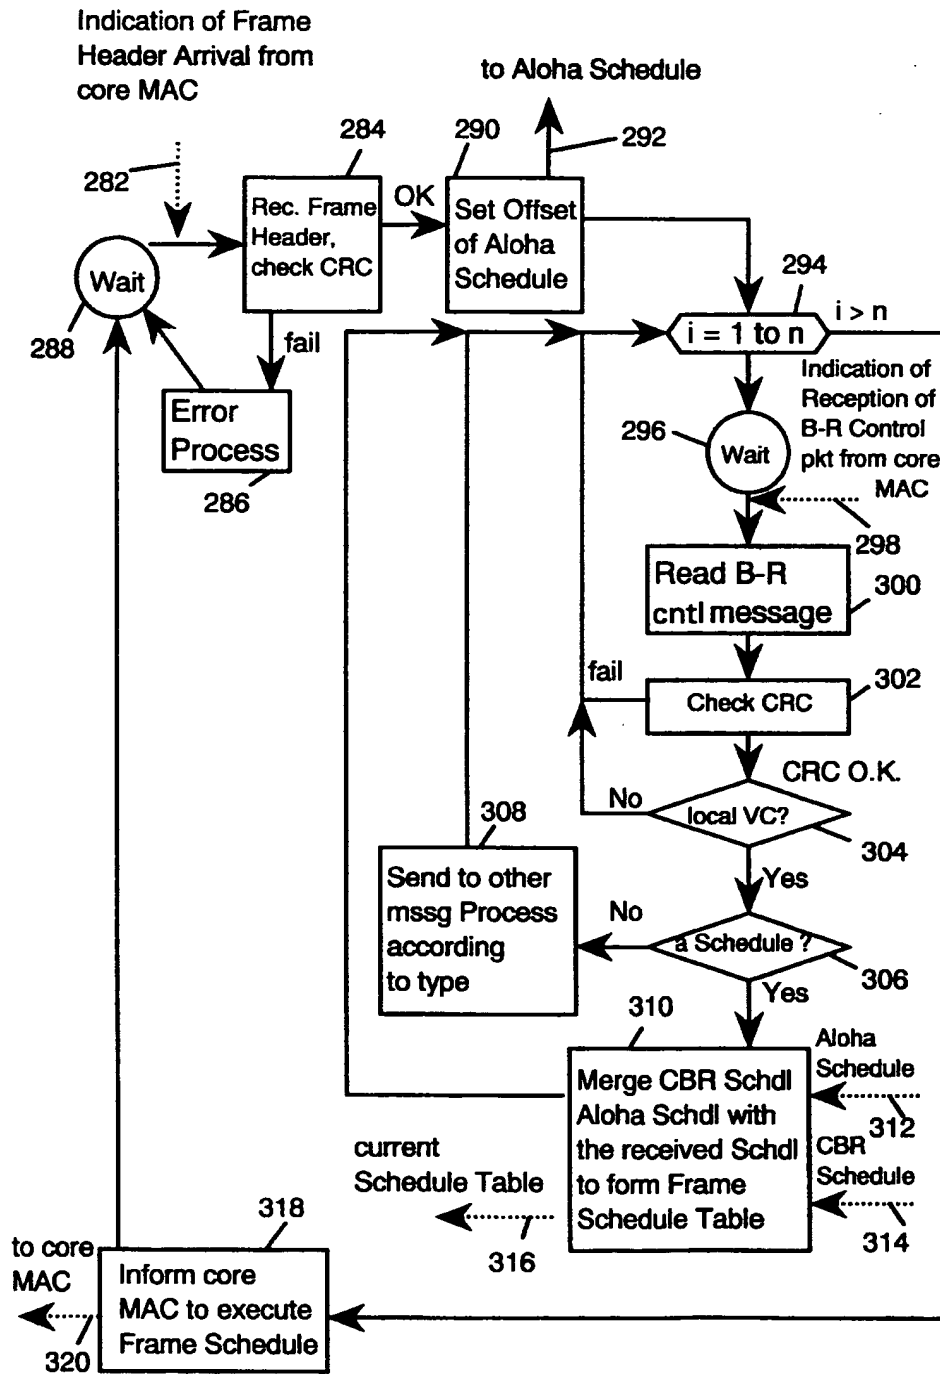 Indication of Frame
Header Arrival from
core MAC
to Aloha Schedule
284
290
292
282
OK
Rec. Frame
Header,
check CRC
Set Offset
of Aloha
Schedule
Wait
288
fail
294
i > n
i = 1 to n
Error
Process
286
Indication of
Reception of
B-R Control
pkt from core
MAC
296
Wait
298
Read B-R
cntl message
300
fail
302
Check CRC
CRC O.K.
No
local VC?
304
308
Yes
Send to other
mssg Process
according
to type
No
a Schedule ?
306
Yes
310
Aloha
Schedule
Merge CBR Schdl
Aloha Schdl with
the received Schdl
to form Frame
Schedule Table
312
CBR
Schedule
314
current
Schedule Table
316
318
to core
MAC
Inform core
MAC to execute
Frame Schedule
320